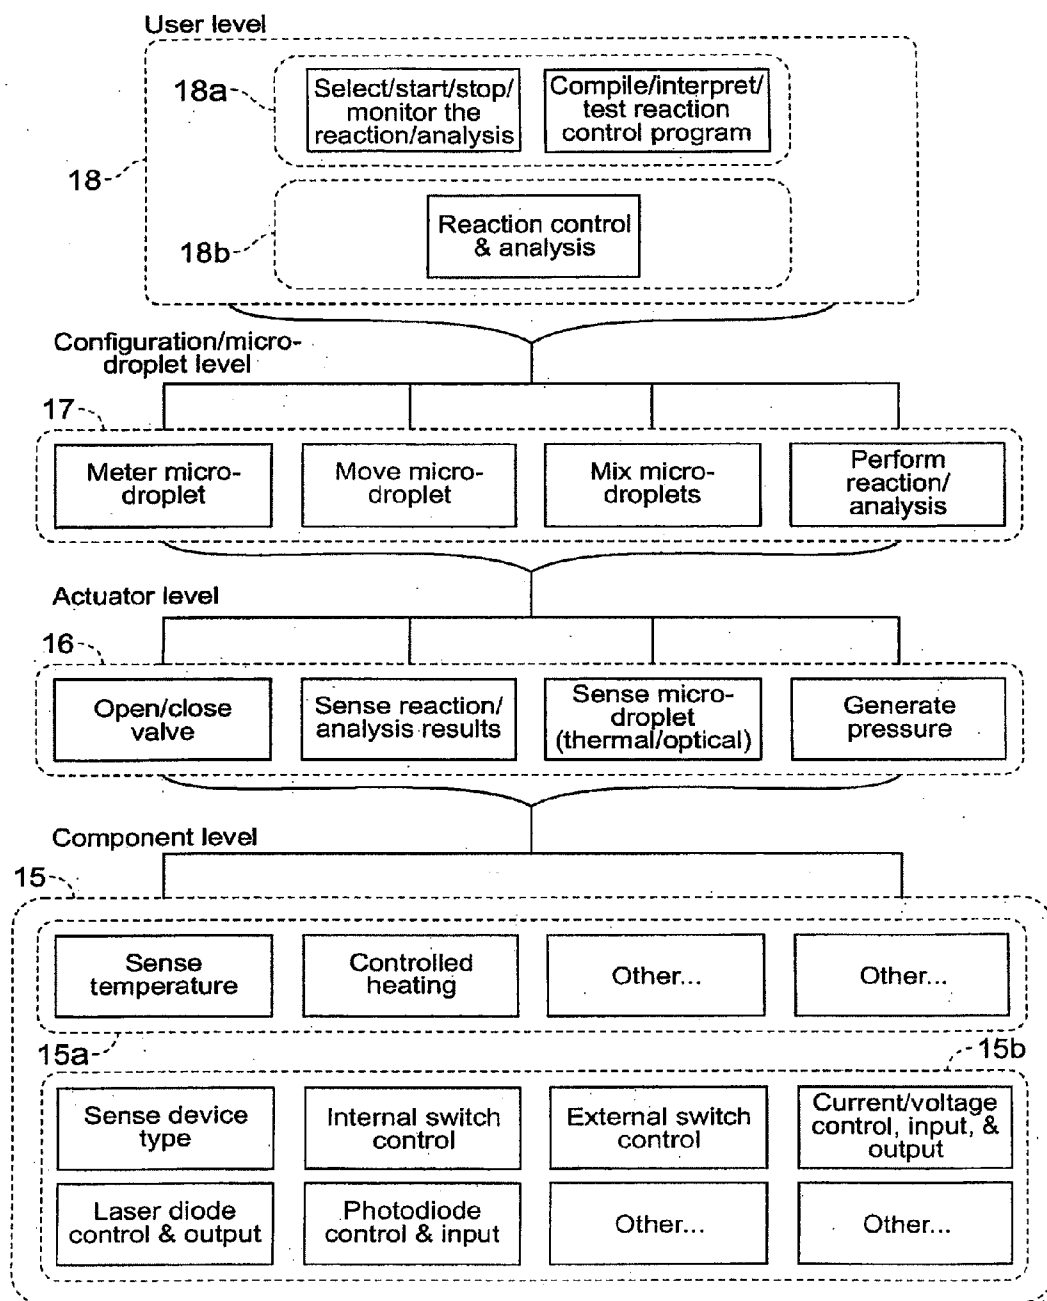 User level
18a
Select/start/stop/
monitor the
reaction/analysis
Compile/interpret/
test reaction
control program
18
18b
Reaction control
& analysis
Configuration/micro-
droplet level
17
Meter micro-
droplet
Move micro-
droplet
Mix micro-
droplets
Perform
reaction/
analysis
Actuator level
16
Open/close
valve
Sense reaction/
analysis results
Sense micro-
droplet
(thermal/optical)
Generate
pressure
Component level
15
Sense
temperature
Controlled
heating
Other...
Other...
15a
15b
Sense device
type
Internal switch
control
External switch
control
Current/voltage
control, input, &
output
Laser diode
control & output
Photodiode
control & input
Other...
Other...